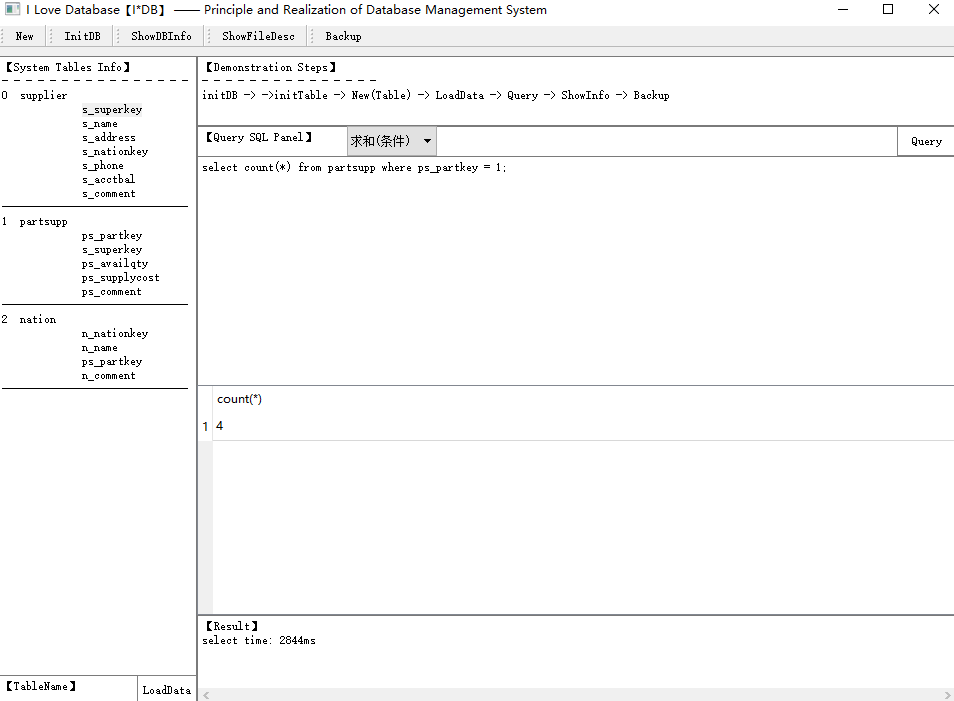 I Love Database【I*DB】 —— Principle and Realization of Database Management System
New InitDB ShowDBInfo ShowFileDesc Backup
【System Tables Info】
0 supplier
s_superkey
s_name
s_address
s_nationkey
s_phone
s_acctbal
s_comment
1 partsupp
ps_partkey
s_superkey
ps_availqty
ps_supplycost
ps_comment
2 nation
n_nationkey
n_name
ps_partkey
n_comment
【TableName】
LoadData
【Demonstration Steps】
initDB -> ->initTable -> New(Table) -> LoadData -> Query -> ShowInfo -> Backup
【Query SQL Panel】 求和(条件) Query
select count(*) from partsupp where ps_partkey = 1;
count(*)
1 4
【Result】
select time: 2844ms